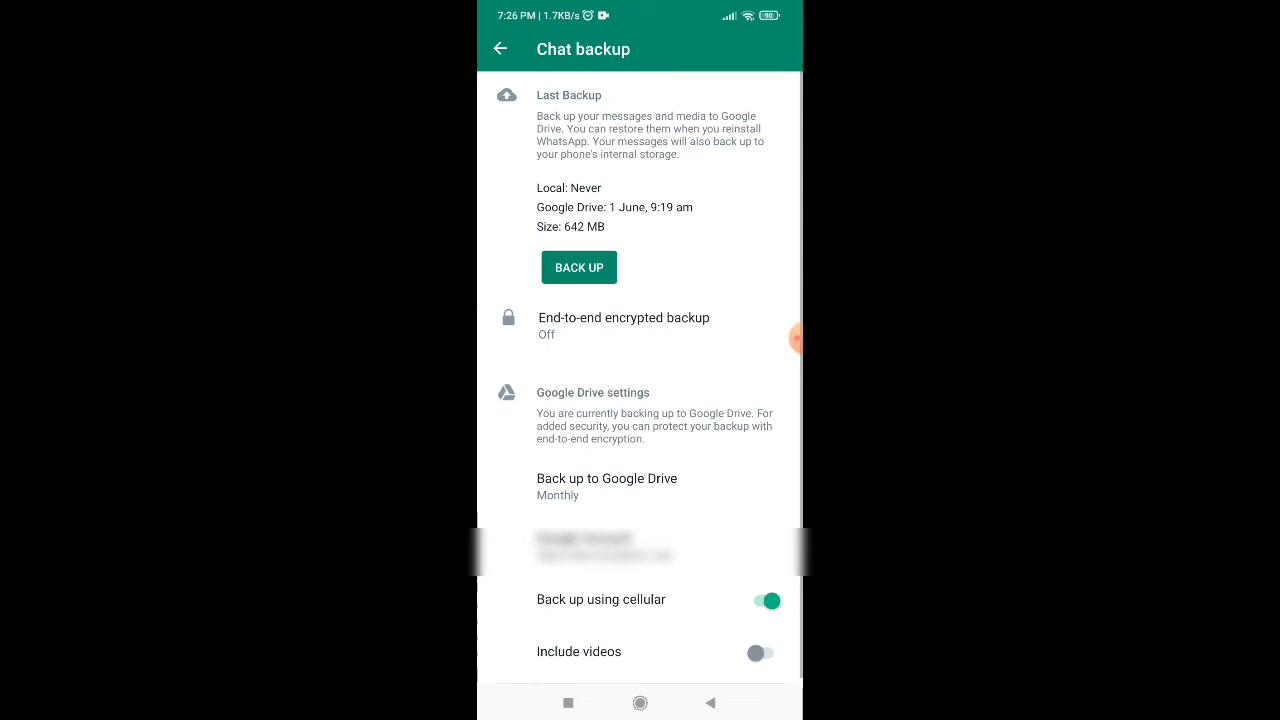 7:26 PM | 1.7KB/s
90
Chat backup
Last Backup
Back up your messages and media to Google
Drive. You can restore them when you reinstall
WhatsApp. Your messages will also back up to
your phone's internal storage.
Local: Never
Google Drive: 1 June, 9:19 am
Size: 642 MB
BACK UP
End-to-end encrypted backup
Off
Google Drive settings
You are currently backing up to Google Drive. For
added security, you can protect your backup with
end-to-end encryption.
Back up to Google Drive
Monthly
Back up using cellular
Include videos